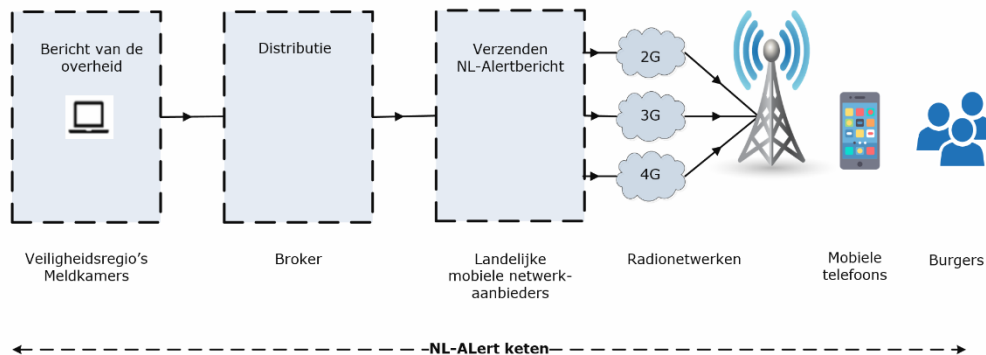 Bericht van de
overheid
Distributie
Verzenden
NL-Alertbericht
2G
3G
4G
Veiligheidsregio's
Meldkamers
Broker
Landelijke
mobiele netwerk-
aanbieders
Radionetwerken
Mobiele
telefoons
Burgers
NL-ALert keten